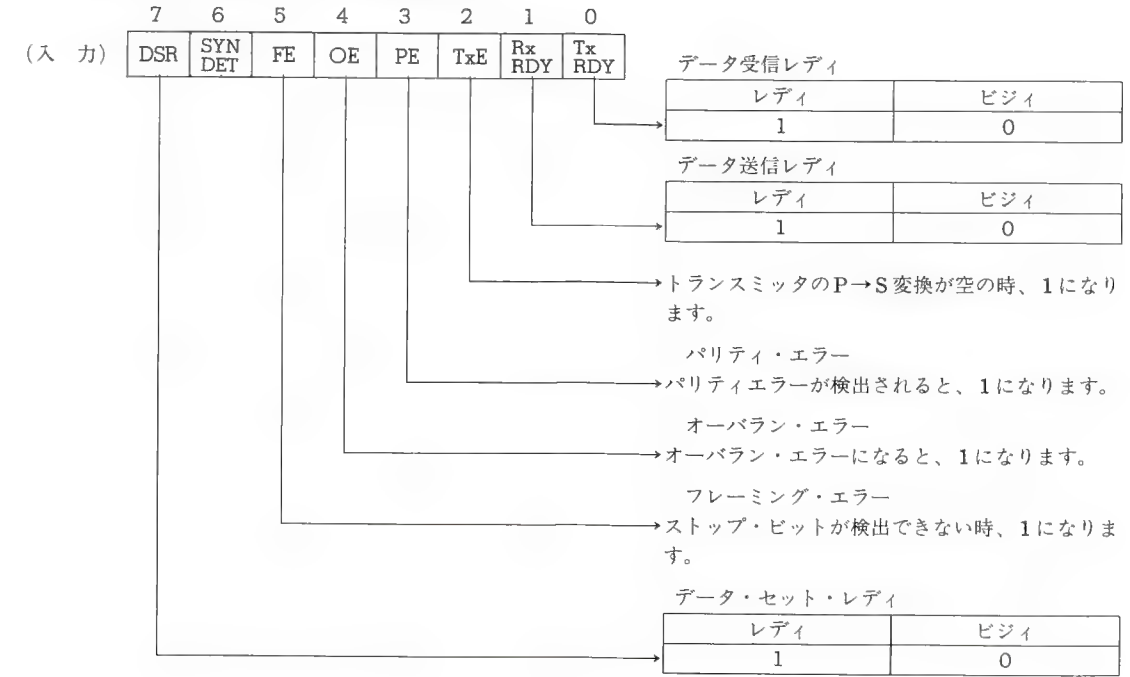 7 6 5 4 3 2 1 0
(入 力) DSR SYN DET FE OE PE TxE Rx RDY Tx RDY
データ受信レディ
レディ ビジィ
1 0
データ送信レディ
レディ ビジィ
1 0
トランスミッタのP→S変換が空の時、1になり
ます。
パリティ・エラー
パリティエラーが検出されると、1になります。
オーバラン・エラー
オーバラン・エラーになると、1になります。
フレーミング・エラー
ストップ・ビットが検出できない時、1になりま
す。
データ・セット・レディ
レディ ビジィ
1 0